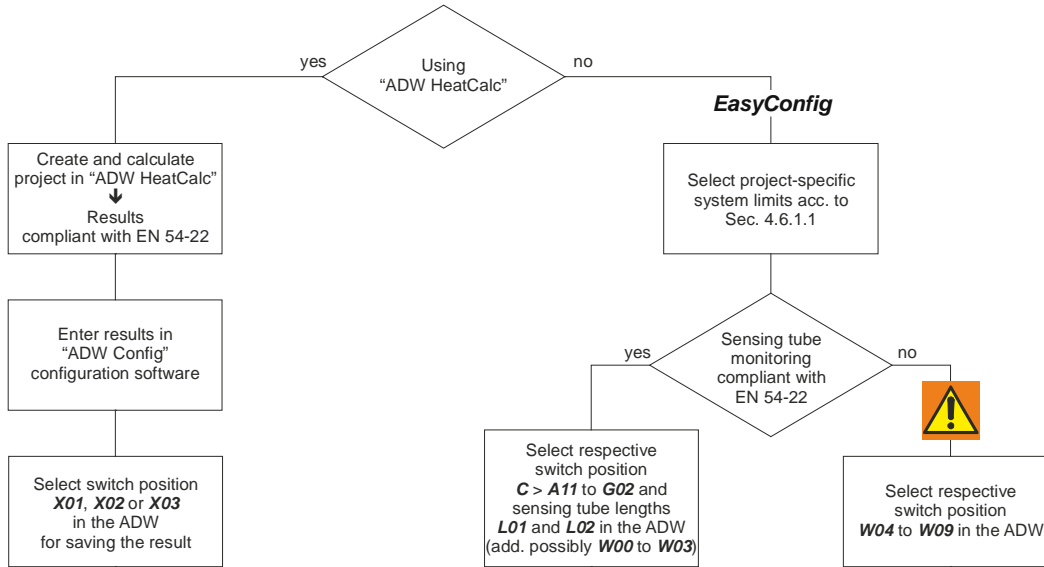 Using
“ADW HeatCalc”
yes
no
EasyConfig
Create and calculate
project in “ADW HeatCalc”
Results
compliant with EN 54-22
Enter results in
“ADW Config”
configuration software
Select switch position
X01, X02 or X03
in the ADW
for saving the result
Select project-specific
system limits acc. to
Sec. 4.6.1.1
Sensing tube
monitoring
compliant with
EN 54-22
yes
no
Select respective
switch position
C > A11 to G02 and
sensing tube lengths
L01 and L02 in the ADW
(add. possibly W00 to W03)
Select respective
switch position
W04 to W09 in the ADW